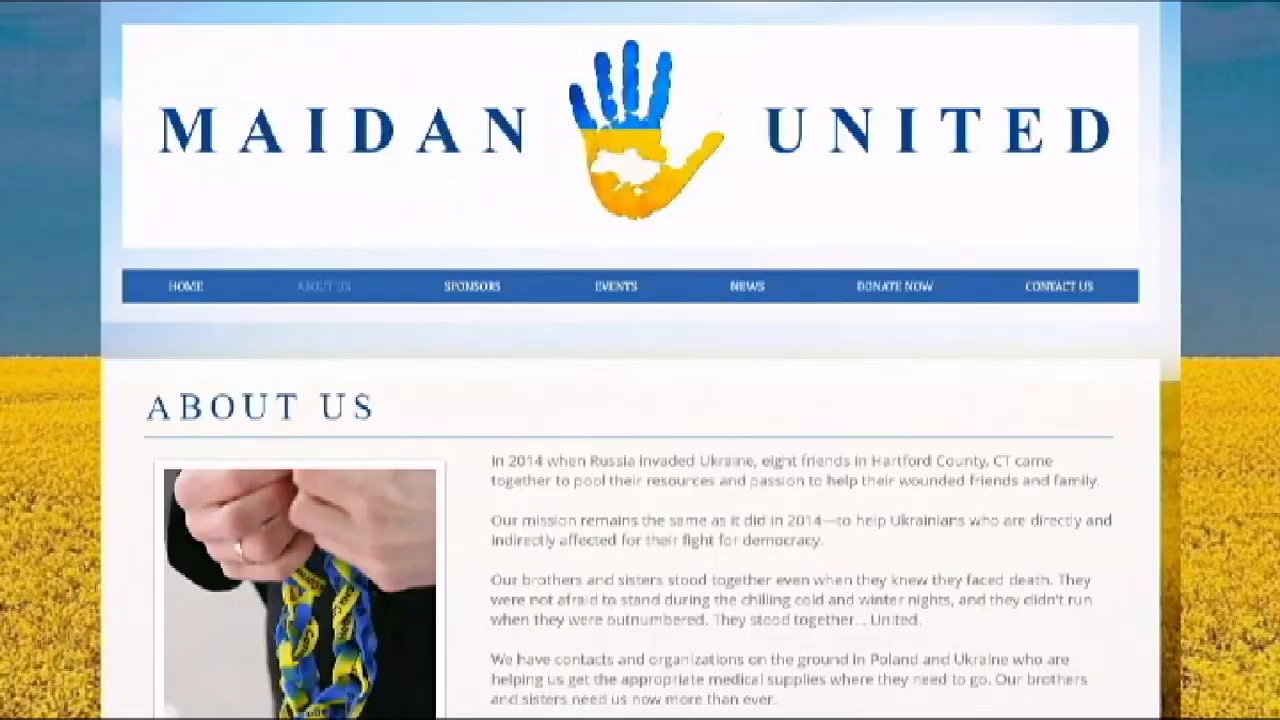 MAIDAN UNITED
HOME ABOUT US SPONSORS EVENTS NEWS DONATE NOW CONTACT US
ABOUT US
In 2014 when Russia invaded Ukraine, eight friends in Hartford County, CT came
together to pool their resources and passion to help their wounded friends and family.
Our mission remains the same as it did in 2014—to help Ukrainians who are directly and
indirectly affected for their fight for democracy.
Our brothers and sisters stood together even when they knew they faced death. They
were not afraid to stand during the chilling cold and winter nights, and they didn't run
when they were outnumbered. They stood together... United.
We have contacts and organizations on the ground in Poland and Ukraine who are
helping us get the appropriate medical supplies where they need to go. Our brothers
and sisters need us now more than ever.